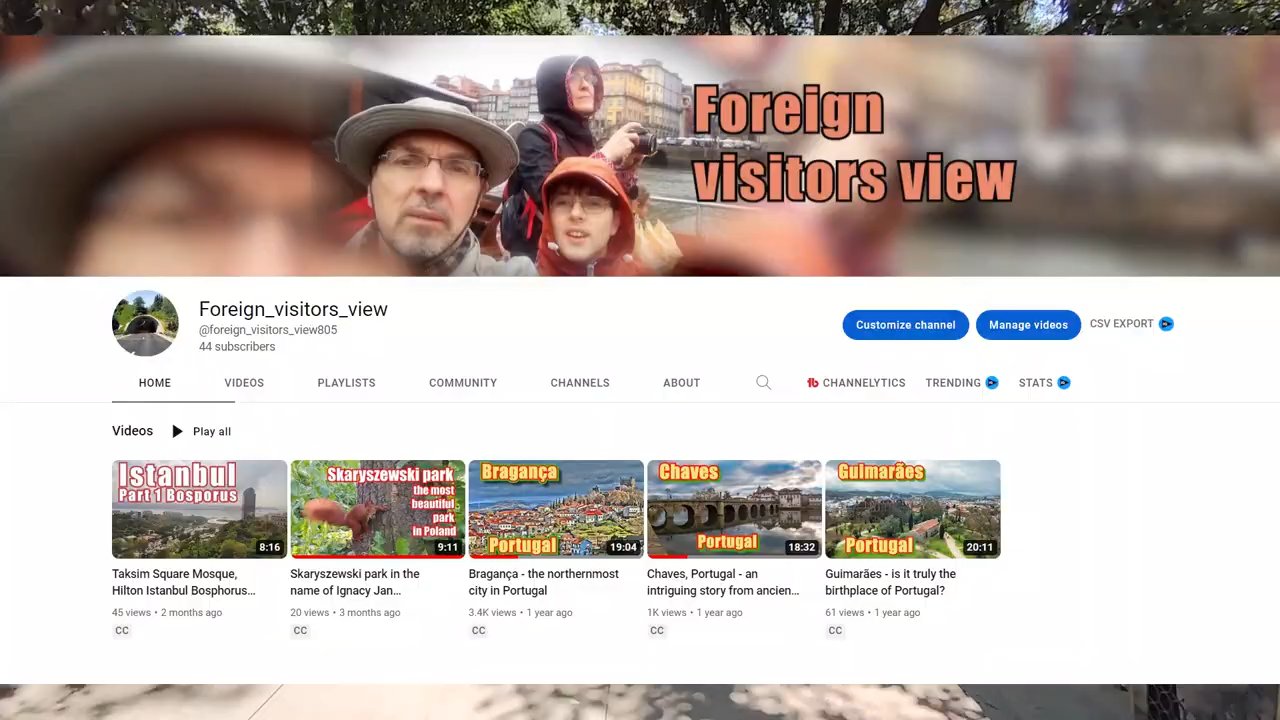 Foreign
visitors view
Foreign_visitors_view
@foreign_visitors_view805
44 subscribers
Customize channel
Manage videos
CSV EXPORT
HOME
VIDEOS
PLAYLISTS
COMMUNITY
CHANNELS
ABOUT
tb CHANNELYTICS
TRENDING
STATS
Videos
Play all
Istanbul
Part 1 Bosporus
8:16
Skaryszewski park
the most
beautiful
park
in Poland
9:11
Bragança
Portugal
19:04
Chaves
Portugal
18:32
Guimarães
Portugal
20:11
Taksim Square Mosque,
Hilton Istanbul Bosphorus...
45 views • 2 months ago
CC
Skaryszewski park in the
name of Ignacy Jan...
20 views • 3 months ago
CC
Bragança - the northernmost
city in Portugal
3.4K views • 1 year ago
CC
Chaves, Portugal - an
intriguing story from ancien...
1K views • 1 year ago
CC
Guimarães - is it truly the
birthplace of Portugal?
61 views • 1 year ago
CC